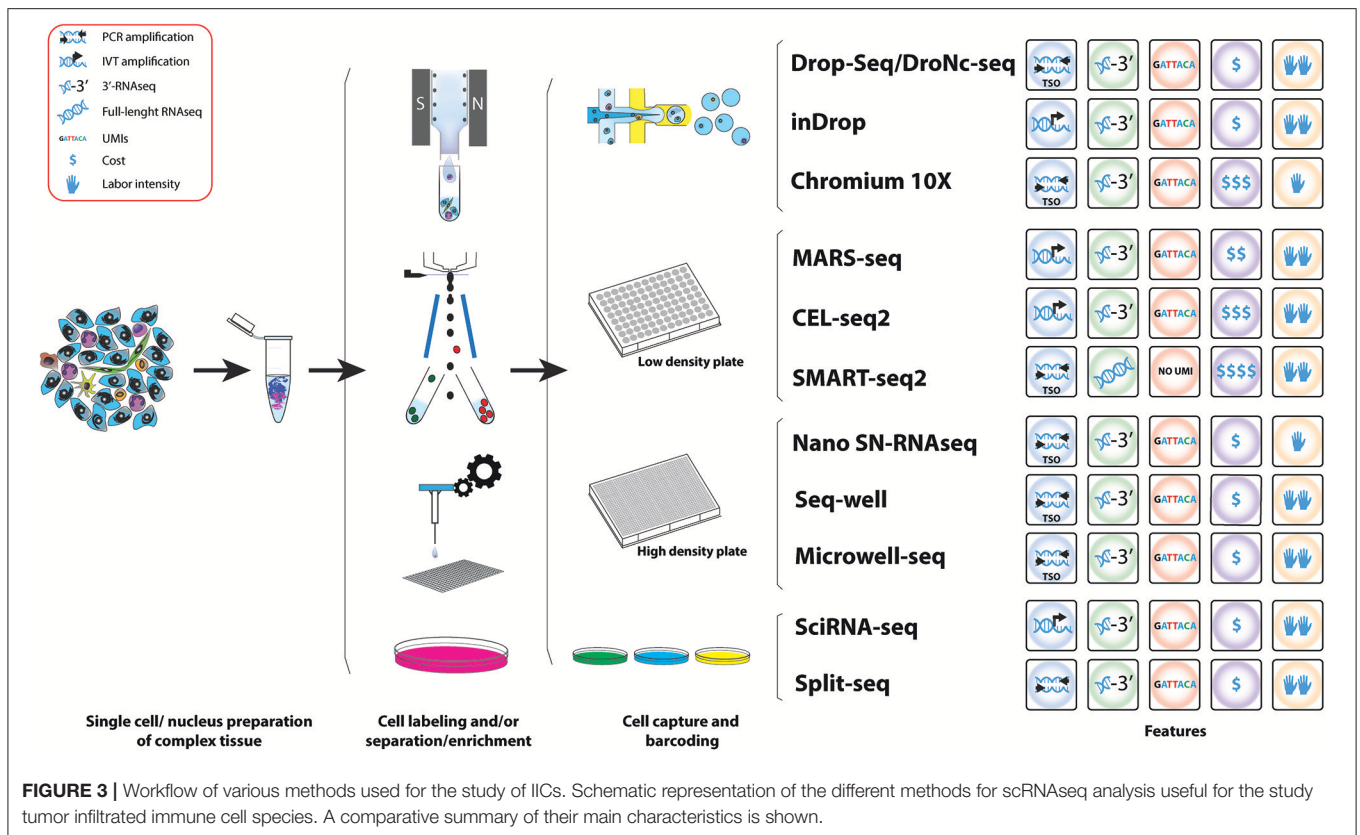 PCR amplification
IVT amplification
-3' 3'-RNAseq
Full-lenght RNAseq
GATTACA UMIs
$ Cost
Labor intensity
S N
Low density plate
High density plate
Single cell/ nucleus preparation
of complex tissue
Cell labeling and/or
separation/enrichment
Cell capture and
barcoding
Drop-Seq/DroNc-seq TSO -3' GATTACA $
inDrop -3' GATTACA $
Chromium 10X TSO -3' GATTACA $$$
MARS-seq -3' GATTACA $$
CEL-seq2 -3' GATTACA $$$
SMART-seq2 TSO NO UMI $$$$
Nano SN-RNAseq TSO -3' GATTACA $
Seq-well TSO -3' GATTACA $
Microwell-seq TSO -3' GATTACA $
SciRNA-seq -3' GATTACA $
Split-seq -3' GATTACA $
Features
FIGURE 3 | Workflow of various methods used for the study of IICs. Schematic representation of the different methods for scRNAseq analysis useful for the study
tumor infiltrated immune cell species. A comparative summary of their main characteristics is shown.